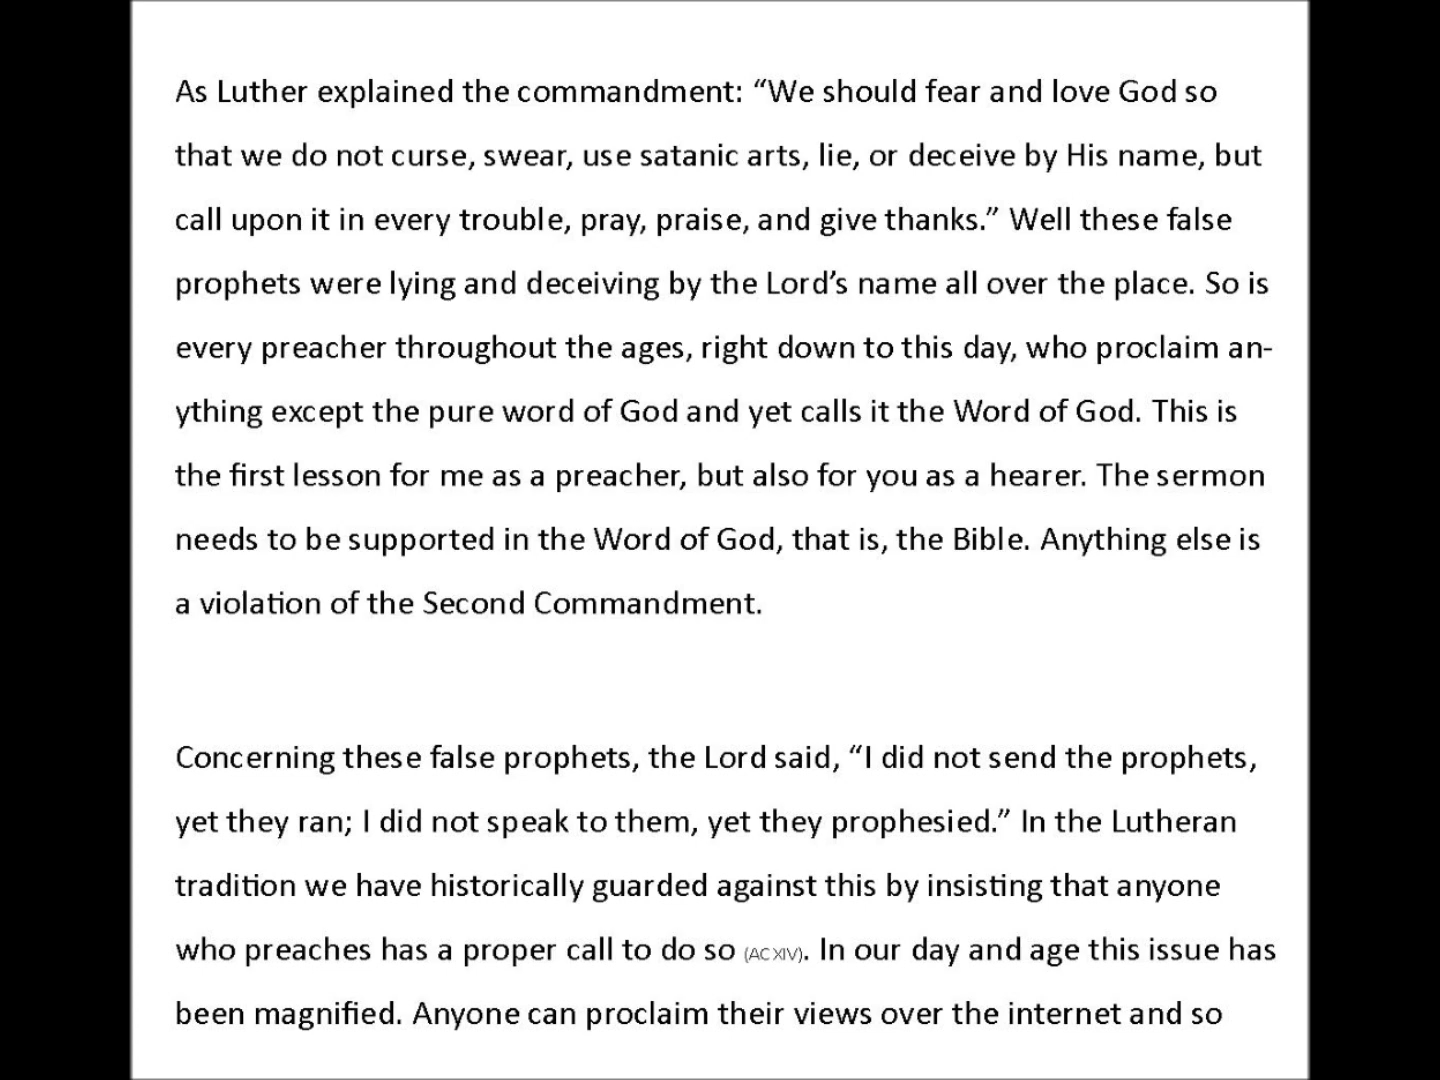 As Luther explained the commandment: “We should fear and love God so
that we do not curse, swear, use satanic arts, lie, or deceive by His name, but
call upon it in every trouble, pray, praise, and give thanks.” Well these false
prophets were lying and deceiving by the Lord’s name all over the place. So is
every preacher throughout the ages, right down to this day, who proclaim an-
ything except the pure word of God and yet calls it the Word of God. This is
the first lesson for me as a preacher, but also for you as a hearer. The sermon
needs to be supported in the Word of God, that is, the Bible. Anything else is
a violation of the Second Commandment.
Concerning these false prophets, the Lord said, “I did not send the prophets,
yet they ran; I did not speak to them, yet they prophesied.” In the Lutheran
tradition we have historically guarded against this by insisting that anyone
who preaches has a proper call to do so (AC XIV). In our day and age this issue has
been magnified. Anyone can proclaim their views over the internet and so